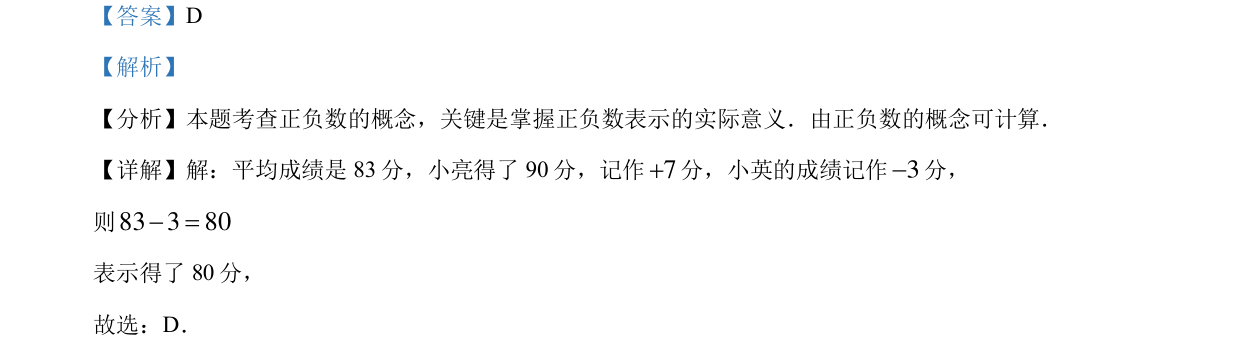 【答案】D
【解析】
【分析】本题考查正负数的概念，关键是掌握正负数表示的实际意义．由正负数的概念可计算．
【详解】解：平均成绩是 83 分，小亮得了 90 分，记作 +7 分，小英的成绩记作 −3 分，
则 83−3=80
表示得了 80 分，
故选：D．